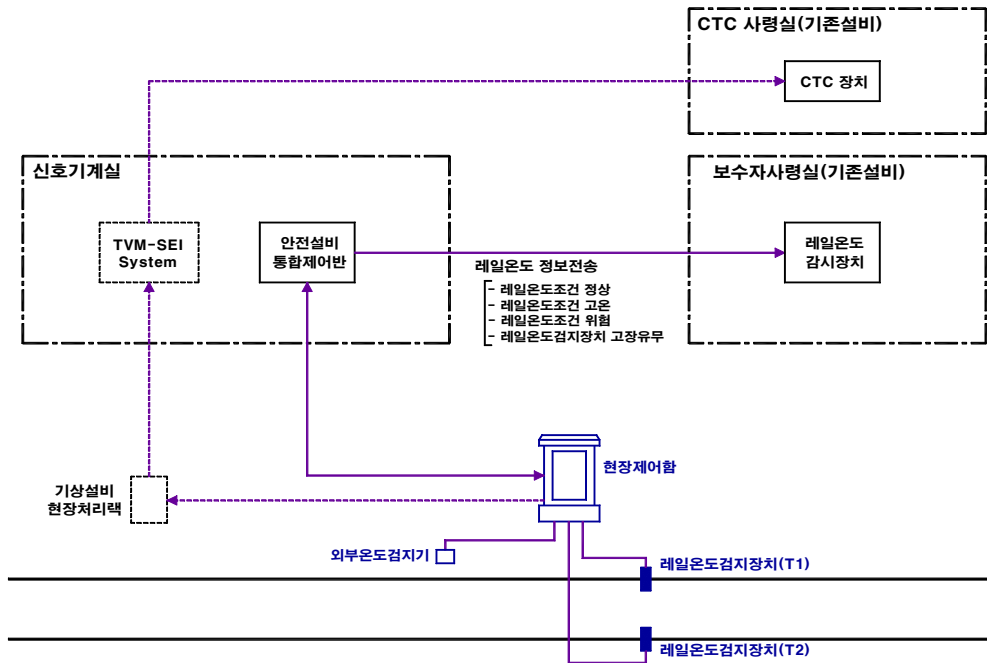 CTC 사령실(기존설비)
CTC 장치
신호기계실
보수자사령실(기존설비)
TVM-SEI
System
안전설비
통합제어반
레일온도
감시장치
레일온도 정보전송
- 레일온도조건 정상
- 레일온도조건 고온
- 레일온도조건 위험
- 레일온도검지장치 고장유무
현장제어함
기상설비
현장처리랙
외부온도검지기
레일온도검지장치(T1)
레일온도검지장치(T2)